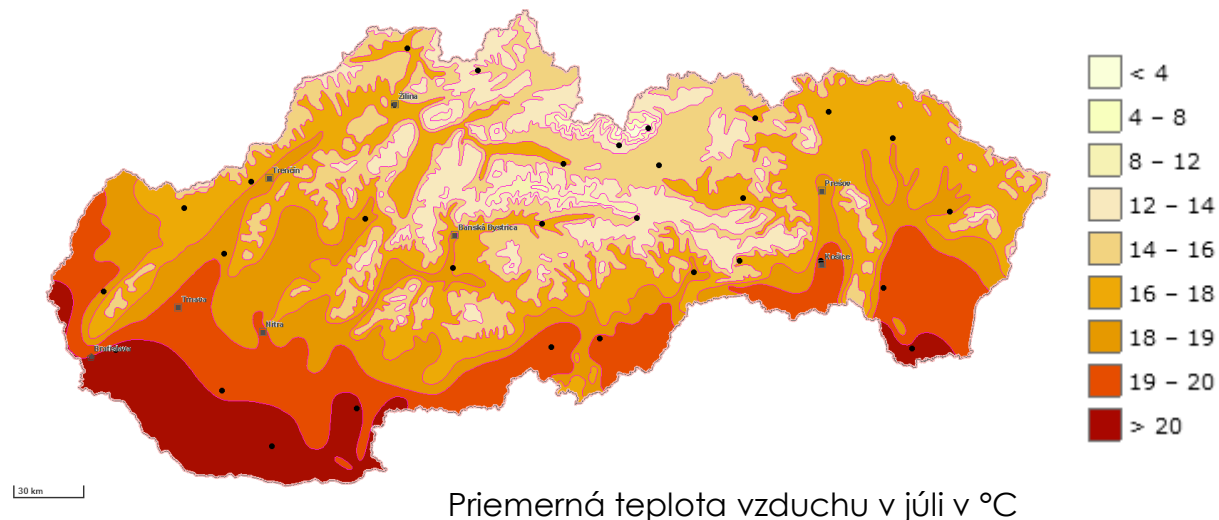 < 4
4 – 8
8 – 12
12 – 14
14 – 16
16 – 18
18 – 19
19 – 20
> 20
Žilina
Trenčín
Prešov
Banská Bystrica
Košice
Trnava
Nitra
Bratislava
30 km
Priemerná teplota vzduchu v júli v °C